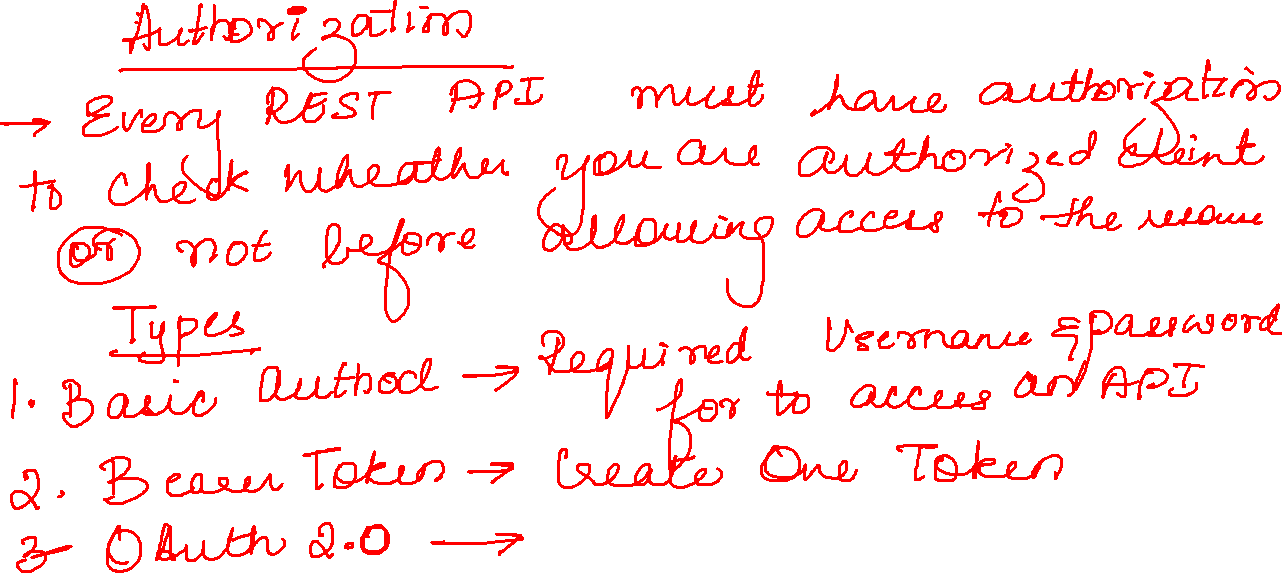 Authorization
→ Every REST API must have authorization
to check wheather you are authorized cleint
or not before allowing access to the
Types
1. Basic Authod → Required Username & password
for to access an API
2. Bearer Token → Create One Token
3 OAuth 2.0 →